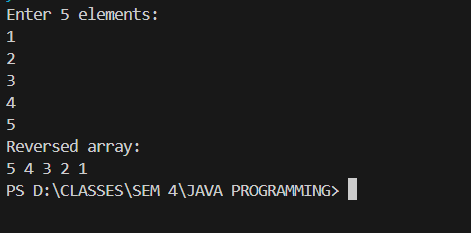 Enter 5 elements:
1
2
3
4
5
Reversed array:
5 4 3 2 1
PS D:\CLASSES\SEM 4\JAVA PROGRAMMING>